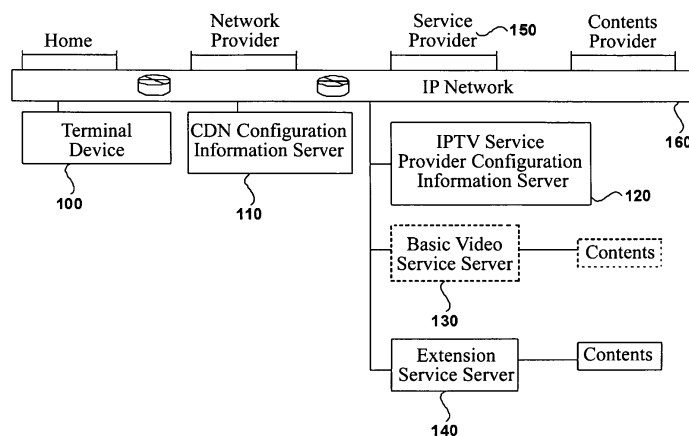 Home
Network
Provider
Service
Provider
150
Contents
Provider
IP Network
160
Terminal
Device
100
CDN Configuration
Information Server
110
IPTV Service
Provider Configuration
Information Server
120
Basic Video
Service Server
130
Contents
Extension
Service Server
140
Contents